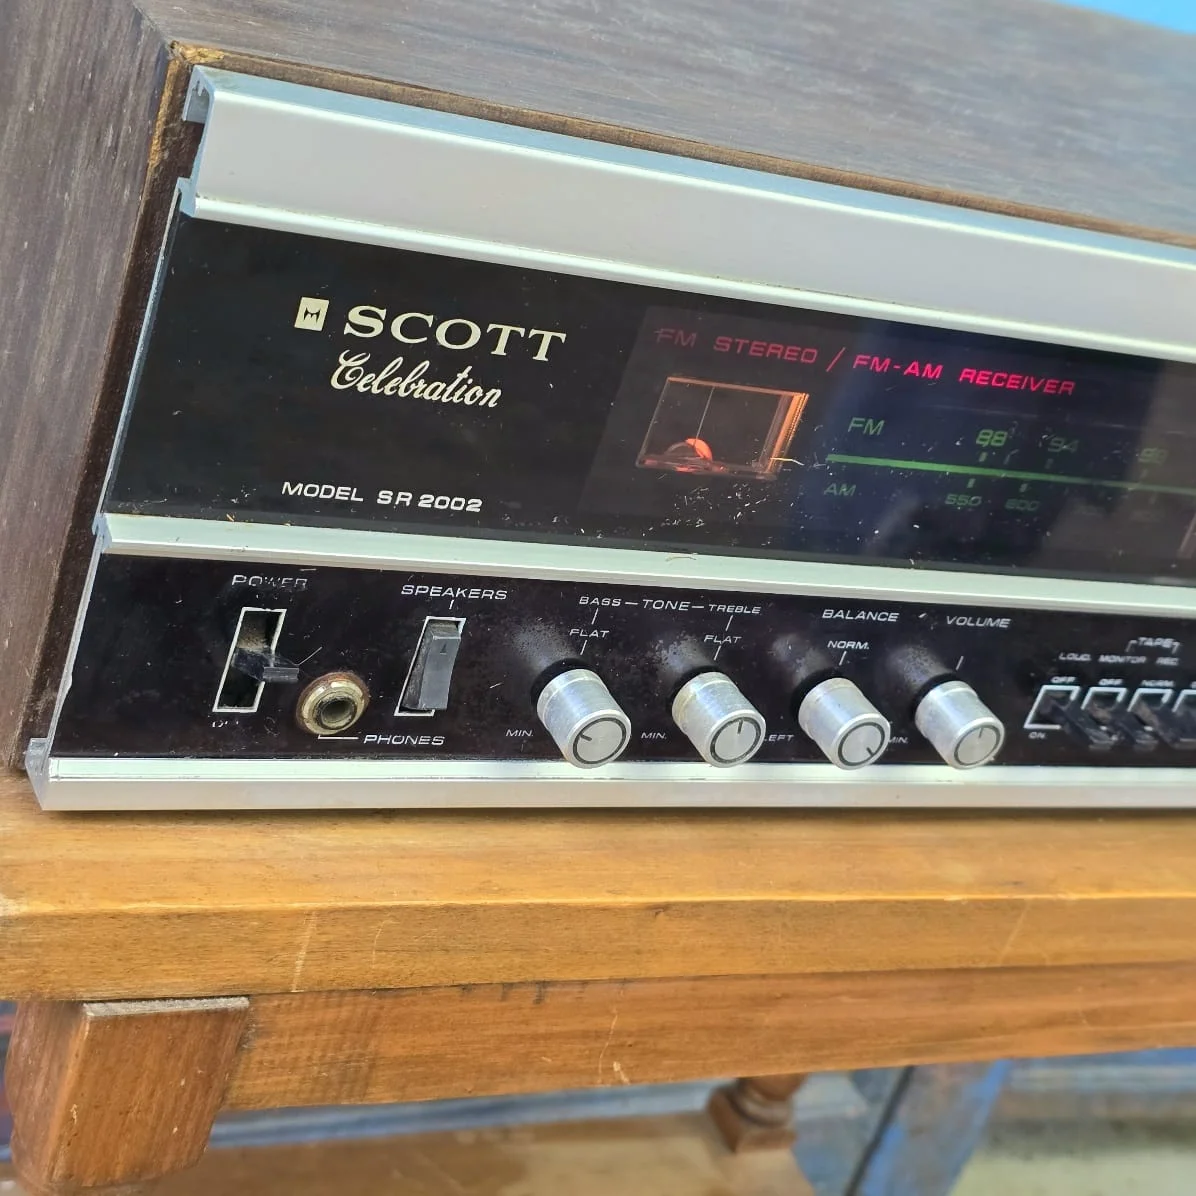 SCOTT
Celebration
MODEL SR 2002
FM STEREO / FM-AM RECEIVER
FM 88 94 98
AM 550 600
POWER SPEAKERS BASS — TONE — TREBLE BALANCE VOLUME
FLAT FLAT NORM.
TAPE
LOUD. MONITOR REC.
OFF OFF NORM.
PHONES MIN. MIN. MIN. ON